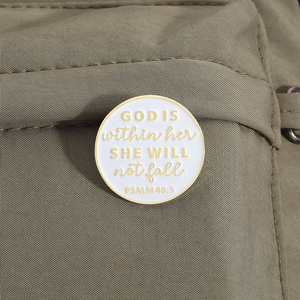 GOD IS
within her
SHE WILL
not fall
PSALM 46:5